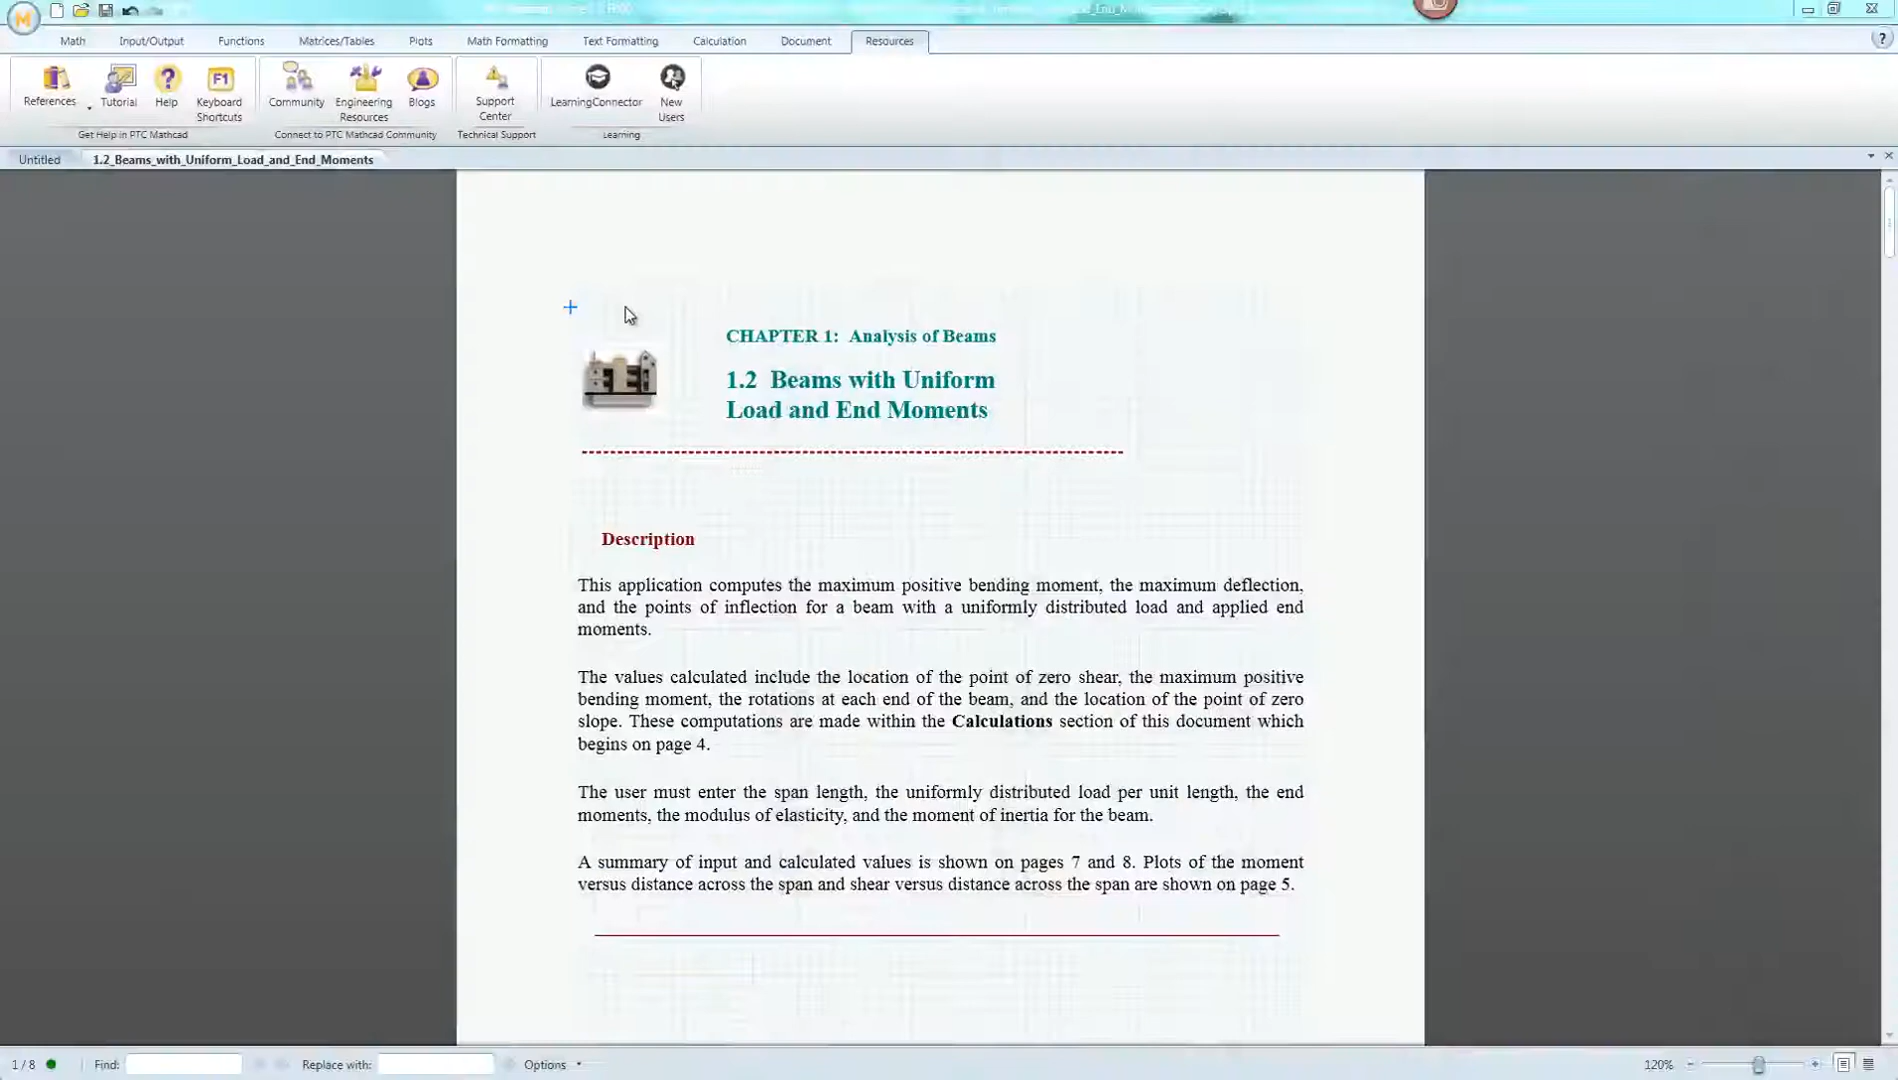 Math Input/Output Functions Matrices/Tables Plots Math Formatting Text Formatting Calculation Document Resources
References Tutorial Help Keyboard Shortcuts Community Engineering Resources Blogs Support Center LearningConnector New Users
Get Help in PTC Mathcad Connect to PTC Mathcad Community Technical Support Learning
Untitled 1.2_Beams_with_Uniform_Load_and_End_Moments
CHAPTER 1: Analysis of Beams
1.2 Beams with Uniform
Load and End Moments
Description
This application computes the maximum positive bending moment, the maximum deflection,
and the points of inflection for a beam with a uniformly distributed load and applied end
moments.
The values calculated include the location of the point of zero shear, the maximum positive
bending moment, the rotations at each end of the beam, and the location of the point of zero
slope. These computations are made within the Calculations section of this document which
begins on page 4.
The user must enter the span length, the uniformly distributed load per unit length, the end
moments, the modulus of elasticity, and the moment of inertia for the beam.
A summary of input and calculated values is shown on pages 7 and 8. Plots of the moment
versus distance across the span and shear versus distance across the span are shown on page 5.
1 / 8 Find: Replace with: Options 120%